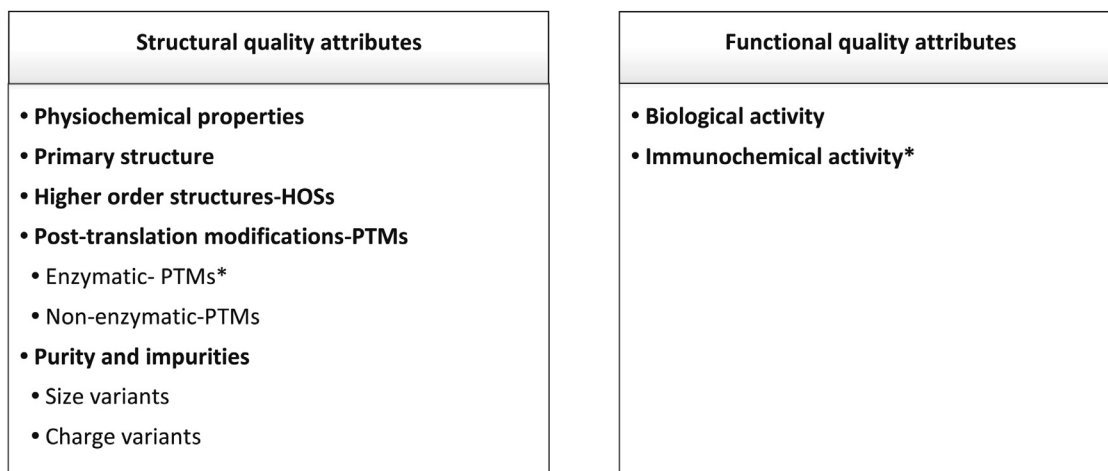 Structural quality attributes
• Physiochemical properties
• Primary structure
• Higher order structures-HOSs
• Post-translation modifications-PTMs
• Enzymatic- PTMs*
• Non-enzymatic-PTMs
• Purity and impurities
• Size variants
• Charge variants
Functional quality attributes
• Biological activity
• Immunochemical activity*